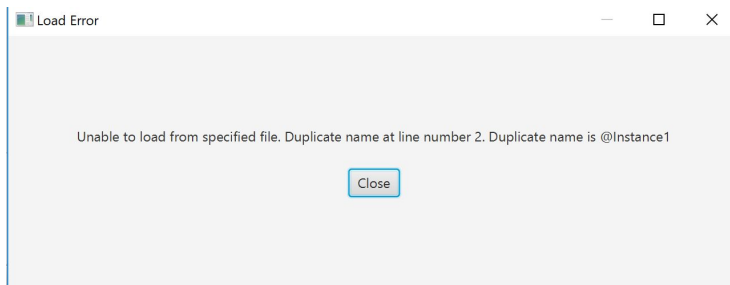 Load Error
Unable to load from specified file. Duplicate name at line number 2. Duplicate name is @Instance1
Close